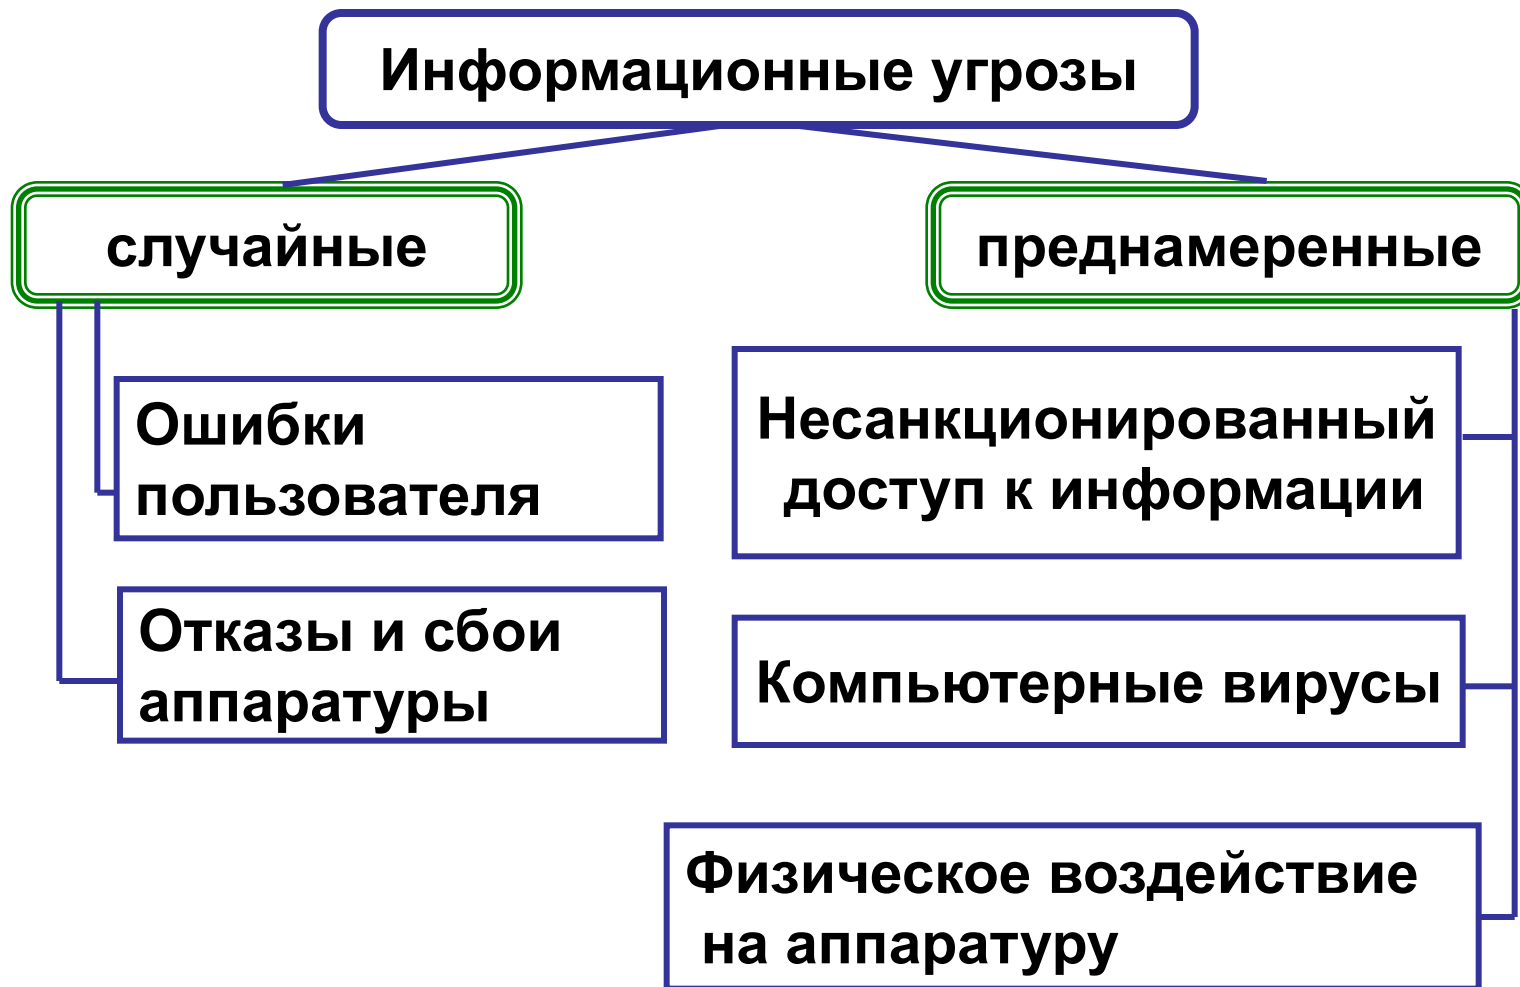 Информационные угрозы
случайные
преднамеренные
Ошибки
пользователя
Отказы и сбои
аппаратуры
Несанкционированный
доступ к информации
Компьютерные вирусы
Физическое воздействие
на аппаратуру